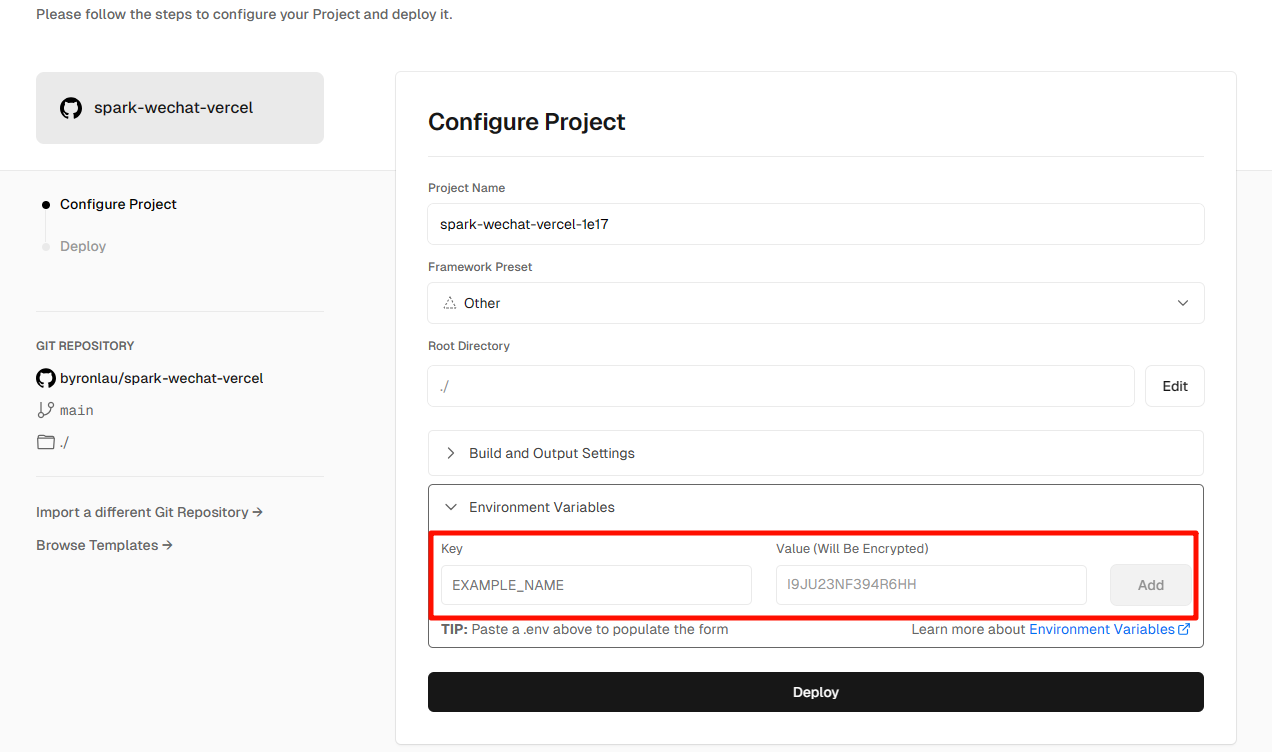 Please follow the steps to configure your Project and deploy it.
spark-wechat-vercel
Configure Project
Deploy
GIT REPOSITORY
byronlau/spark-wechat-vercel
main
./
Import a different Git Repository →
Browse Templates →
Configure Project
Project Name
spark-wechat-vercel-1e17
Framework Preset
Other
Root Directory
./
Edit
Build and Output Settings
Environment Variables
Key
Value (Will Be Encrypted)
EXAMPLE_NAME
I9JU23NF394R6HH
Add
TIP: Paste a .env above to populate the form
Learn more about Environment Variables
Deploy